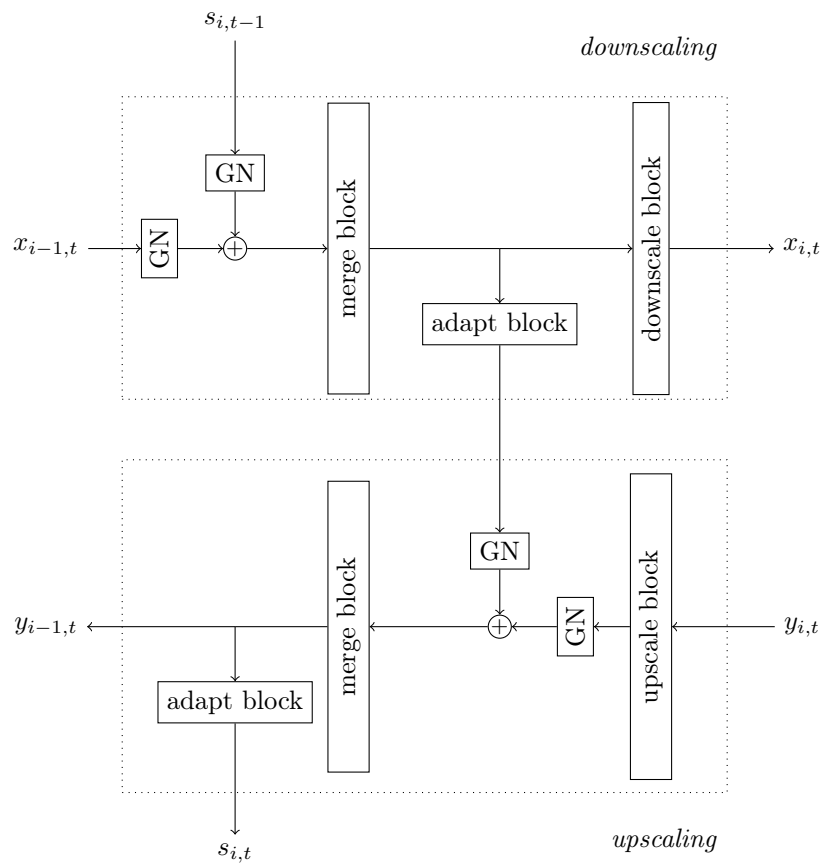 s_{i,t−1}
downscaling
GN
x_{i−1,t}
GN
+
merge block
adapt block
downscale block
x_{i,t}
GN
y_{i−1,t}
merge block
+
GN
upscale block
y_{i,t}
adapt block
s_{i,t}
upscaling